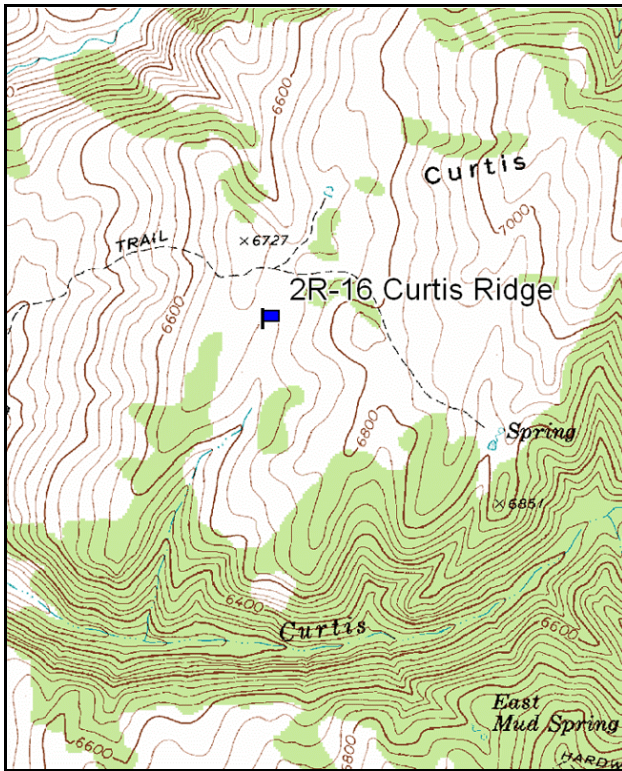 6600
Curtis
7000
TRAIL
×6727
2R-16 Curtis Ridge
6600
6800
Spring
×6851
6400
Curtis
6600
East
Mud Spring
6600
6800
HARDW